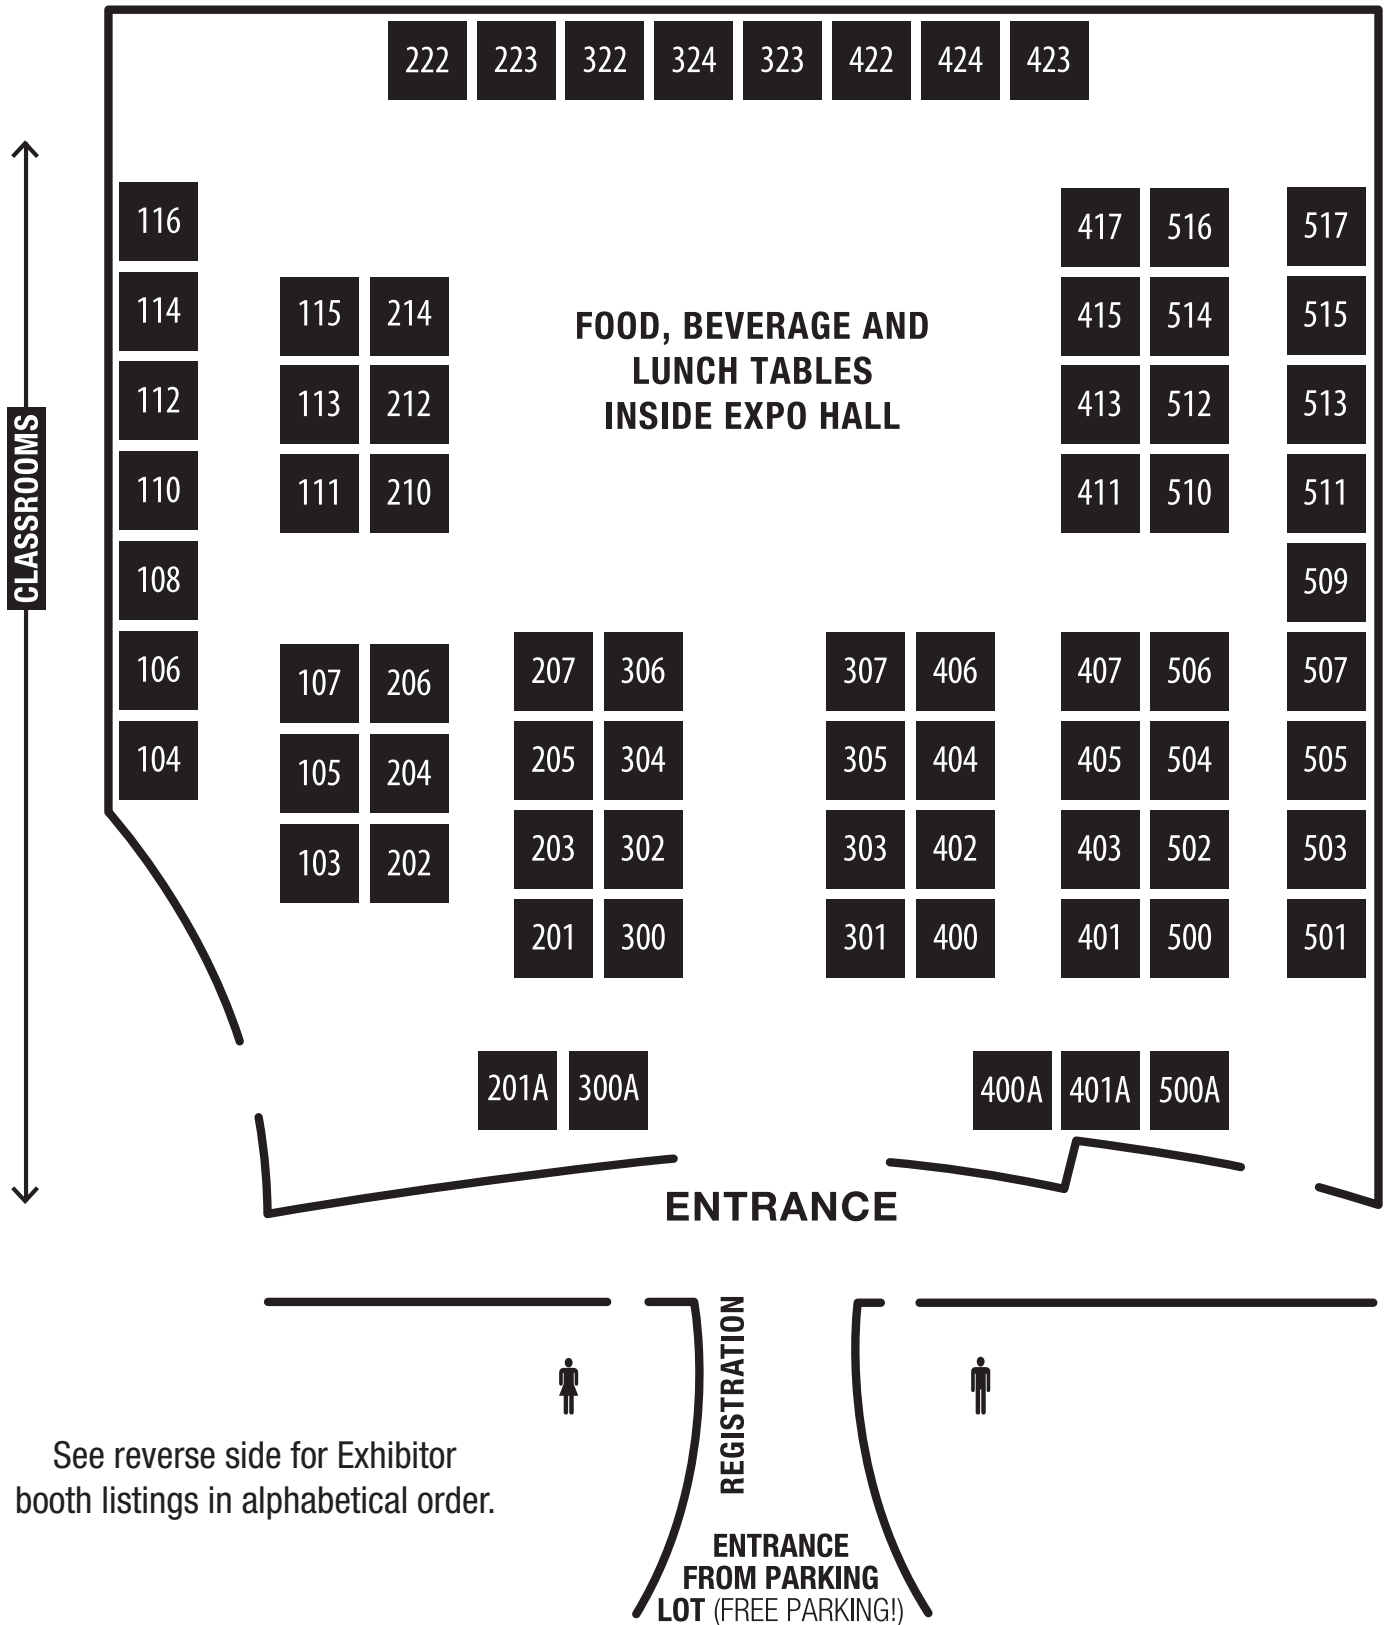 222 223 322 324 323 422 424 423
116
114
112
110
108
106
104
CLASSROOMS
115 214
113 212
111 210
FOOD, BEVERAGE AND
LUNCH TABLES
INSIDE EXPO HALL
417 516
415 514
413 512
411 510
517
515
513
511
509
507
505
503
501
107 206
105 204
103 202
207 306
205 304
203 302
201 300
307 406
305 404
303 402
301 400
407 506
405 504
403 502
401 500
201A 300A
400A 401A 500A
ENTRANCE
REGISTRATION
See reverse side for Exhibitor
booth listings in alphabetical order.
ENTRANCE
FROM PARKING
LOT (FREE PARKING!)